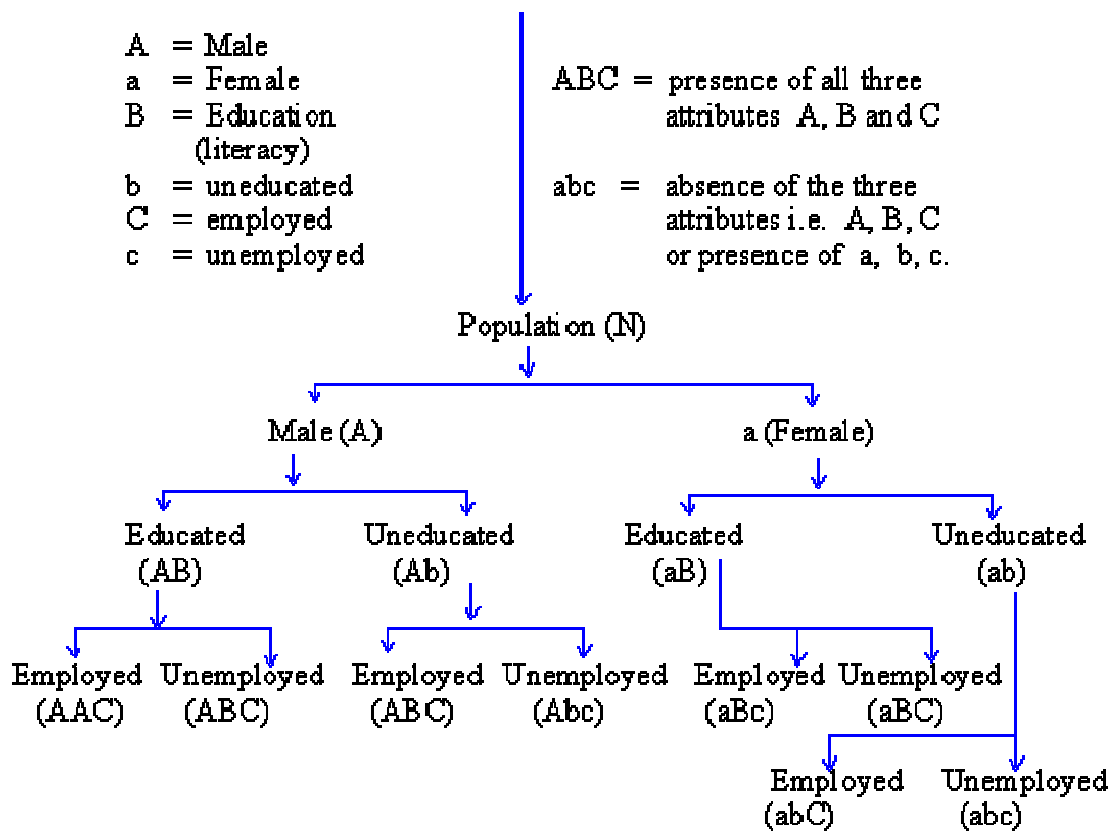 A = Male
a = Female
B = Education
(literacy)
b = uneducated
C = employed
c = unemployed
ABC = presence of all three
attributes A, B and C
abc = absence of the three
attributes i.e. A, B, C
or presence of a, b, c.
Population (N)
Male (A)
a (Female)
Educated
(AB)
Uneducated
(Ab)
Educated
(aB)
Uneducated
(ab)
Employed
(AAC)
Unemployed
(ABC)
Employed
(ABC)
Unemployed
(Abc)
Employed
(aBc)
Unemployed
(aBC)
Employed
(abC)
Unemployed
(abc)